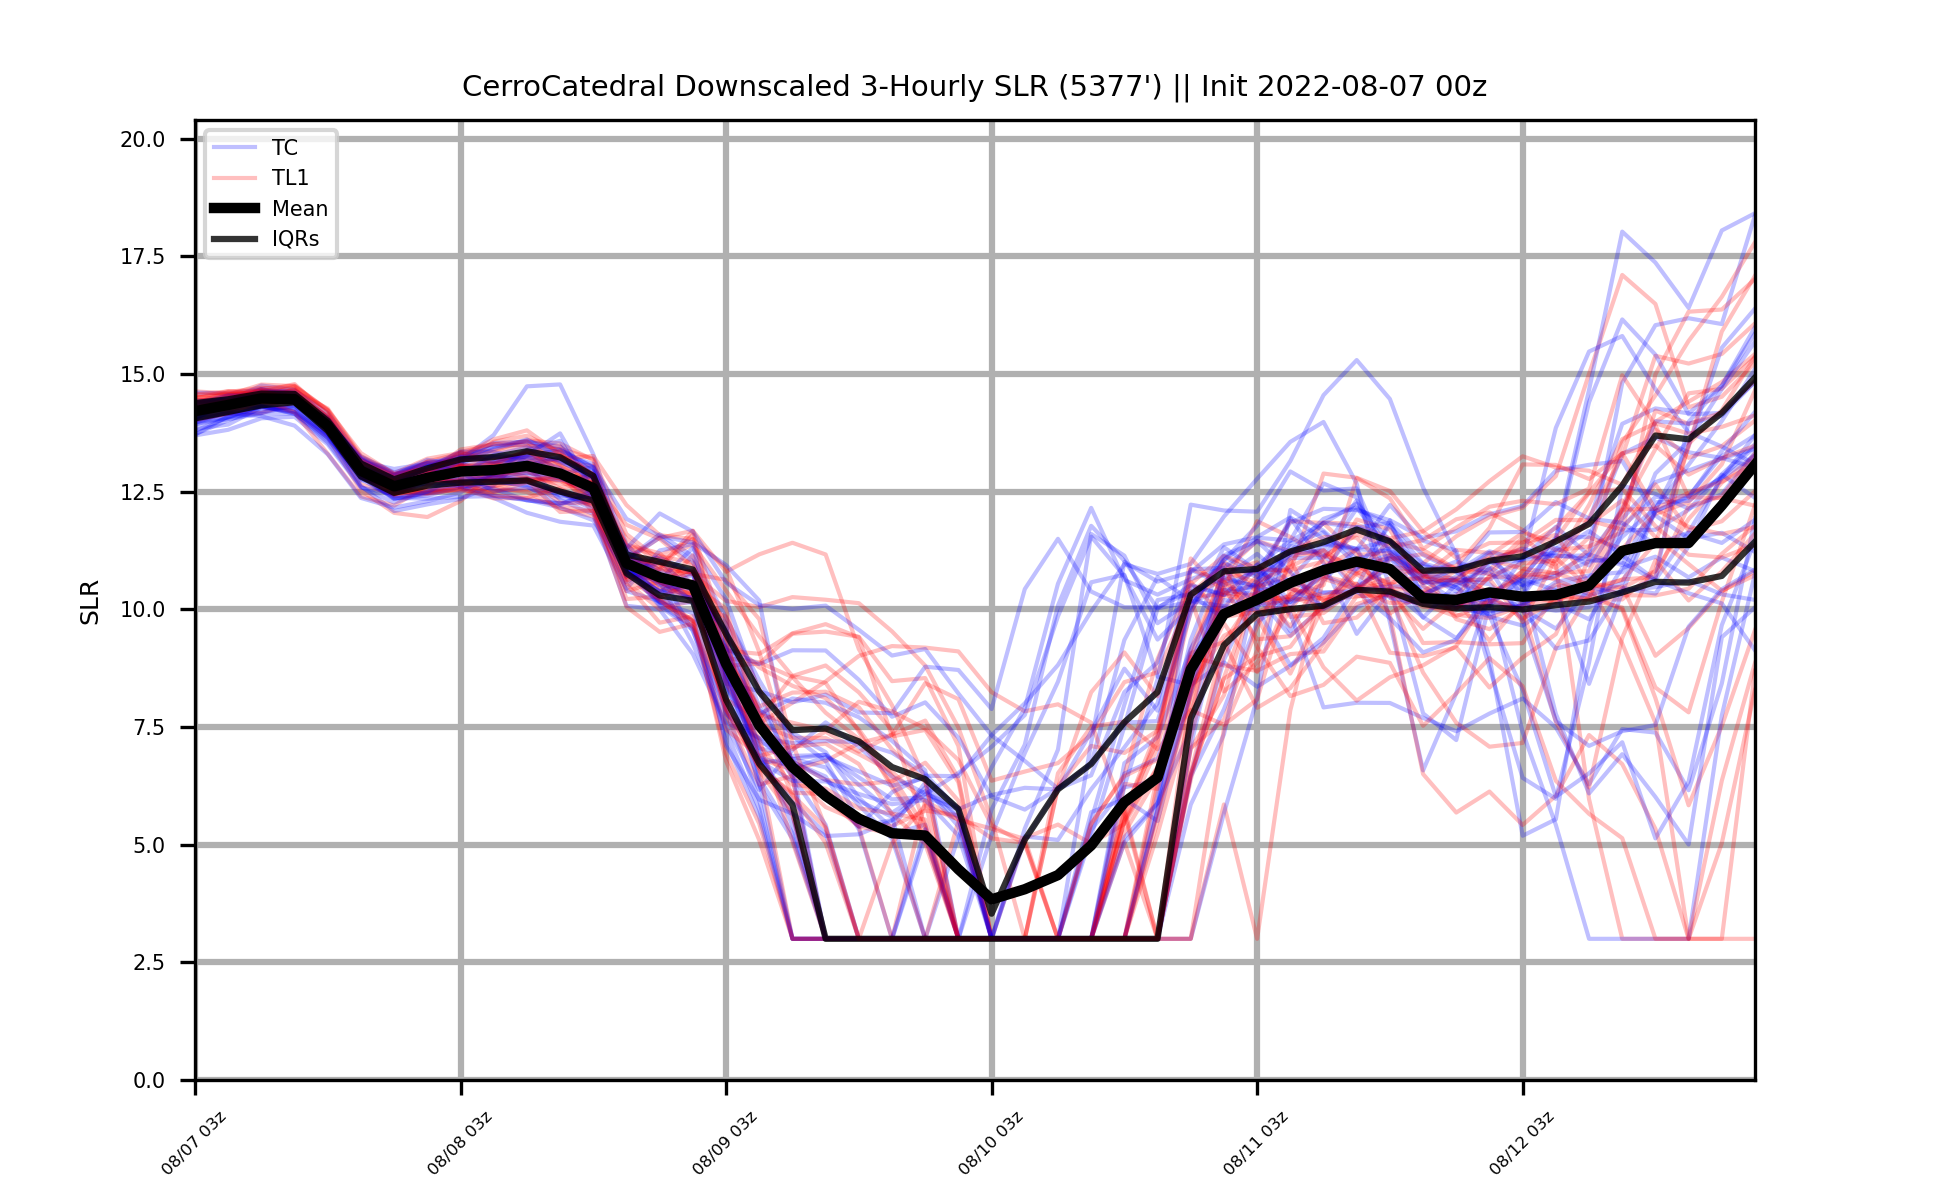 CerroCatedral Downscaled 3-Hourly SLR (5377') || Init 2022-08-07 00z
TC
TL1
Mean
IQRs
SLR
20.0
17.5
15.0
12.5
10.0
7.5
5.0
2.5
0.0
08/07 03z
08/08 03z
08/09 03z
08/10 03z
08/11 03z
08/12 03z